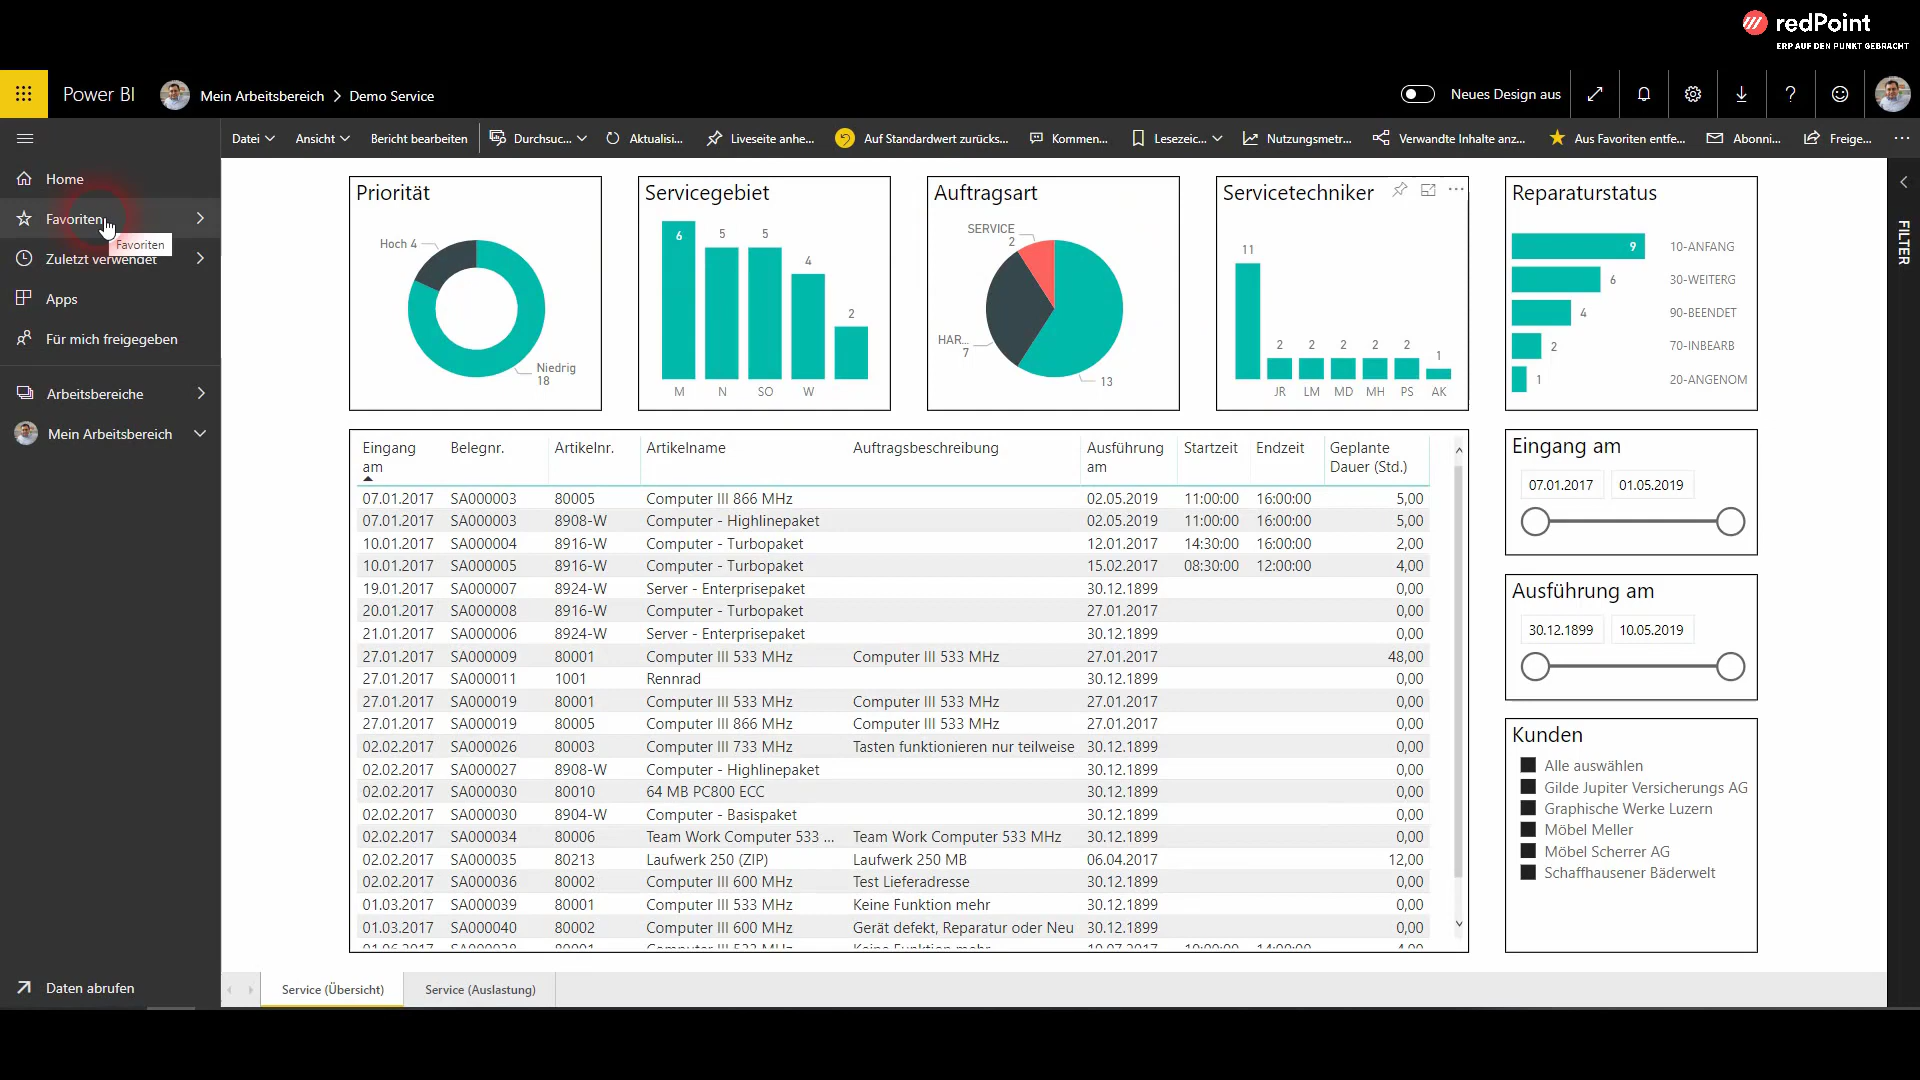 redPoint
ERP AUF DEN PUNKT GEBRACHT
Power BI
Mein Arbeitsbereich > Demo Service
Neues Design aus
Datei
Ansicht
Bericht bearbeiten
Durchsuc...
Aktualisi...
Liveseite anhe...
Auf Standardwert zurücks...
Kommen...
Lesezeic...
Nutzungsmetr...
Verwandte Inhalte anz...
Aus Favoriten entfe...
Abonni...
Freige...
Home
Favoriten
Favoriten
Zuletzt verwendet
Apps
Für mich freigegeben
Arbeitsbereiche
Mein Arbeitsbereich
Daten abrufen
Priorität
Hoch 4
Niedrig
18
Servicegebiet
6 5 5 4 2
M N SO W
Auftragsart
SERVICE
2
HAR...
7
13
Servicetechniker
11 2 2 2 2 2 1
JR LM MD MH PS AK
Reparaturstatus
9 10-ANFANG
6 30-WEITERG
4 90-BEENDET
2 70-INBEARB
1 20-ANGENOM
FILTER
Eingang am Belegnr. Artikelnr. Artikelname Auftragsbeschreibung Ausführung am Startzeit Endzeit Geplante Dauer (Std.)
07.01.2017 SA000003 80005 Computer III 866 MHz 02.05.2019 11:00:00 16:00:00 5,00
07.01.2017 SA000003 8908-W Computer - Highlinepaket 02.05.2019 11:00:00 16:00:00 5,00
10.01.2017 SA000004 8916-W Computer - Turbopaket 12.01.2017 14:30:00 16:00:00 2,00
10.01.2017 SA000005 8916-W Computer - Turbopaket 15.02.2017 08:30:00 12:00:00 4,00
19.01.2017 SA000007 8924-W Server - Enterprisepaket 30.12.1899 0,00
20.01.2017 SA000008 8916-W Computer - Turbopaket 27.01.2017 0,00
21.01.2017 SA000006 8924-W Server - Enterprisepaket 30.12.1899 0,00
27.01.2017 SA000009 80001 Computer III 533 MHz Computer III 533 MHz 27.01.2017 48,00
27.01.2017 SA000011 1001 Rennrad 30.12.1899 0,00
27.01.2017 SA000019 80001 Computer III 533 MHz Computer III 533 MHz 27.01.2017 0,00
27.01.2017 SA000019 80005 Computer III 866 MHz Computer III 533 MHz 27.01.2017 0,00
02.02.2017 SA000026 80003 Computer III 733 MHz Tasten funktionieren nur teilweise 30.12.1899 0,00
02.02.2017 SA000027 8908-W Computer - Highlinepaket 30.12.1899 0,00
02.02.2017 SA000030 80010 64 MB PC800 ECC 30.12.1899 0,00
02.02.2017 SA000030 8904-W Computer - Basispaket 30.12.1899 0,00
02.02.2017 SA000034 80006 Team Work Computer 533 ... Team Work Computer 533 MHz 30.12.1899 0,00
02.02.2017 SA000035 80213 Laufwerk 250 (ZIP) Laufwerk 250 MB 06.04.2017 12,00
02.02.2017 SA000036 80002 Computer III 600 MHz Test Lieferadresse 30.12.1899 0,00
01.03.2017 SA000039 80001 Computer III 533 MHz Keine Funktion mehr 30.12.1899 0,00
01.03.2017 SA000040 80002 Computer III 600 MHz Gerät defekt, Reparatur oder Neu 30.12.1899 0,00
Eingang am
07.01.2017 01.05.2019
Ausführung am
30.12.1899 10.05.2019
Kunden
Alle auswählen
Gilde Jupiter Versicherungs AG
Graphische Werke Luzern
Möbel Meller
Möbel Scherrer AG
Schaffhausener Bäderwelt
Service (Übersicht)
Service (Auslastung)